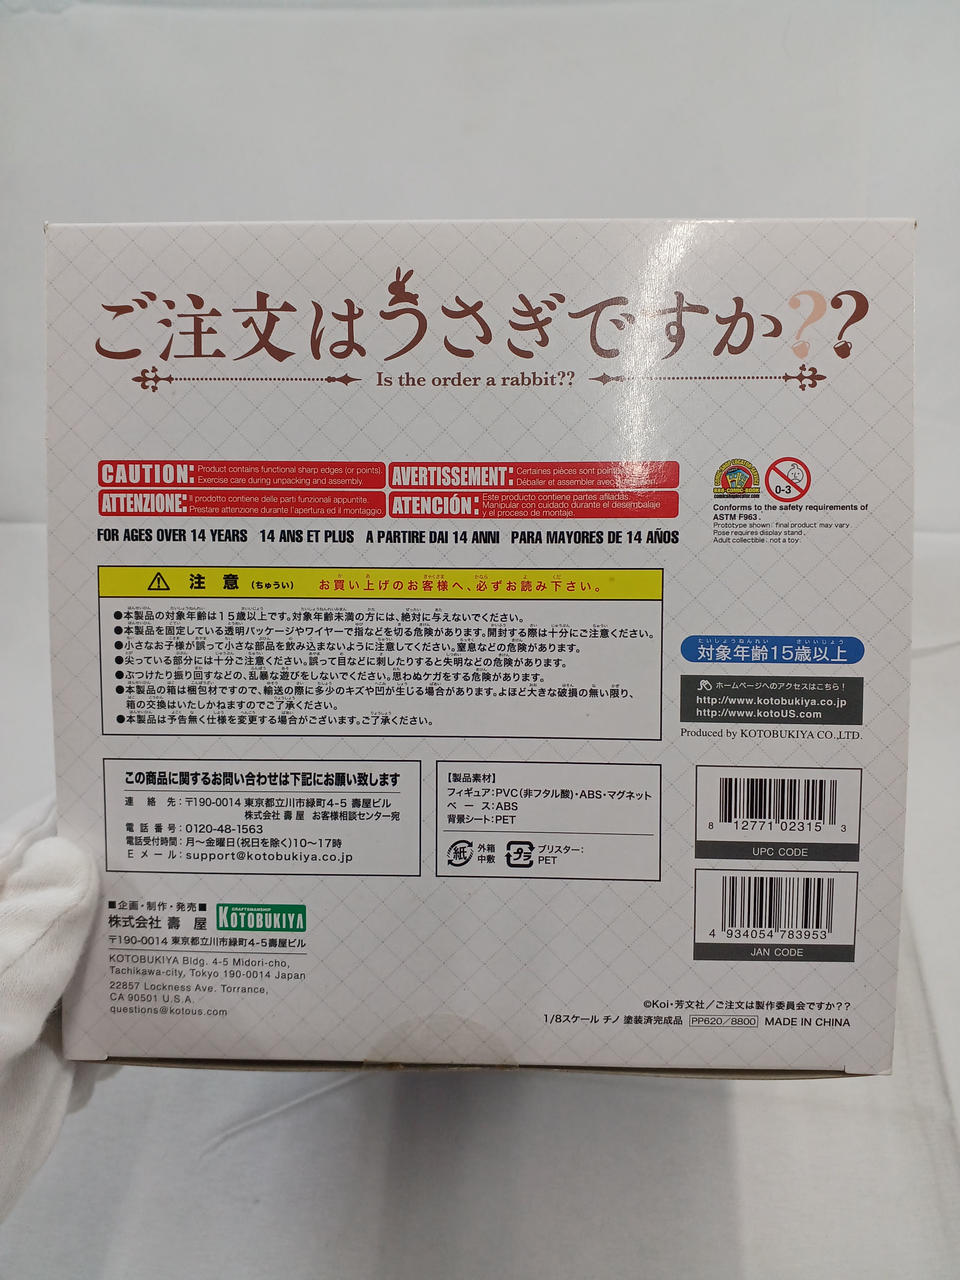 ご注文はうさぎですか??
Is the order a rabbit??
CAUTION: Product contains functional sharp edges (or points).
Exercise care during unpacking and assembly.
AVERTISSEMENT: Certaines pièces sont
Déballer et assembler avec
ATTENZIONE: Il prodotto contiene delle parti funzionali appuntite.
Prestare attenzione durante l'apertura ed il montaggio.
ATENCIÓN: Este producto contiene partes afiladas.
Manipular con cuidado durante el desembalaje
y el proceso de montaje.
FOR AGES OVER 14 YEARS 14 ANS ET PLUS A PARTIRE DAI 14 ANNI PARA MAYORES DE 14 AÑOS
0-3
Conforms to the safety requirements of
ASTM F963.
Prototype shown: final product may vary.
Pose requires display stand.
Adult collectible: not a toy.
注 意 (ちゅうい) お買い上げのお客様へ、必ずお読み下さい。
●本製品の対象年齢は15歳以上です。対象年齢未満の方には、絶対に与えないでください。
●本製品を固定している透明パッケージやワイヤーで指などを切る危険があります。開封する際は十分にご注意ください。
●小さなお子様が誤って小さな部品を飲み込まないように注意してください。窒息などの危険があります。
●尖っている部分には十分ご注意ください。誤って目などに刺したりすると失明などの危険があります。
●ぶつけたり振り回すなどの、乱暴な遊びをしないでください。思わぬケガをする危険があります。
●本製品の箱は梱包材ですので、輸送の際に多少のキズや凹が生じる場合があります。よほど大きな破損の無い限り、
箱の交換はいたしかねますのでご了承ください。
●本製品は予告無く仕様を変更する場合がございます。ご了承ください。
たいしょうねんれい さいいじょう
対象年齢15歳以上
ホームページへのアクセスはこちら!
http://www.kotobukiya.co.jp
http://www.kotoUS.com
Produced by KOTOBUKIYA CO.,LTD.
この商品に関するお問い合わせは下記にお願い致します
連絡先:〒190-0014 東京都立川市緑町4-5 壽屋ビル
株式会社 壽 屋 お客様相談センター宛
電話番号:0120-48-1563
電話受付時間:月〜金曜日(祝日を除く)10〜17時
Eメール:support@kotobukiya.co.jp
【製品素材】
フィギュア:PVC(非フタル酸)・ABS・マグネット
ベース:ABS
背景シート:PET
紙 外箱
中敷
プラ ブリスター:
PET
8 12771 02315 3
UPC CODE
4 934054 783953
JAN CODE
■企画・制作・発売■
株式会社 壽 屋
CRAFTSMANSHIP
KOTOBUKIYA
〒190-0014 東京都立川市緑町4-5壽屋ビル
KOTOBUKIYA Bldg. 4-5 Midori-cho,
Tachikawa-city, Tokyo 190-0014 Japan
22857 Lockness Ave. Torrance,
CA 90501 U.S.A.
questions@kotous.com
©Koi・芳文社/ご注文は製作委員会ですか??
1/8スケール チノ 塗装済完成品 PP620/8800 MADE IN CHINA